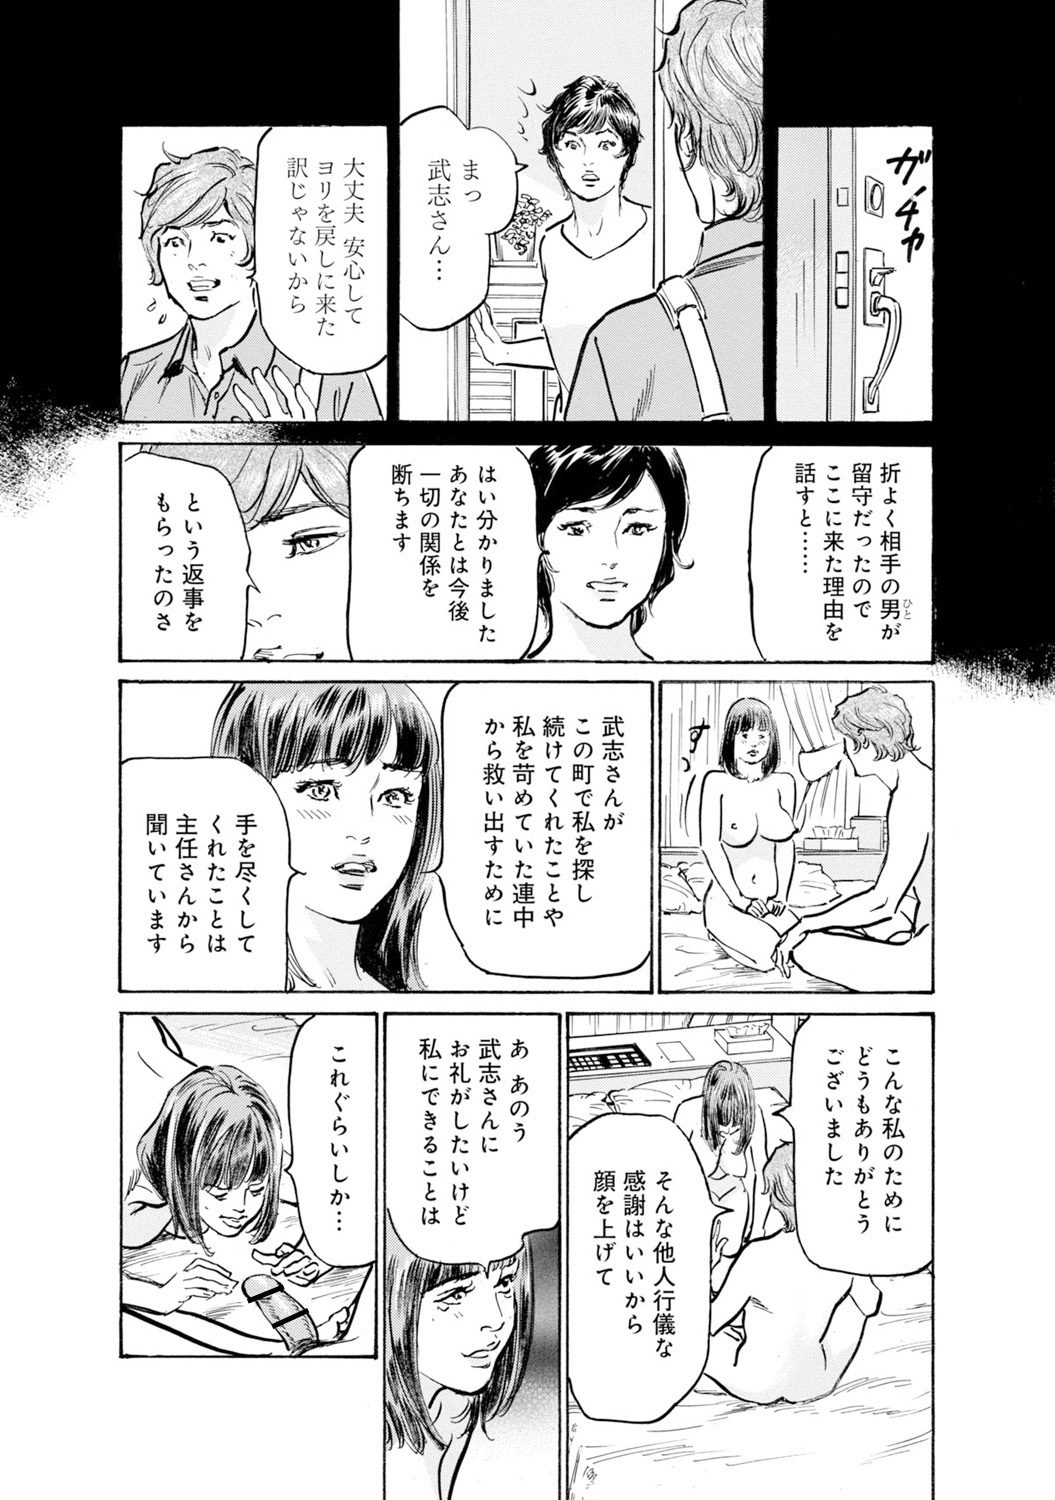 ガチャ
まっ
武志さん…
大丈夫 安心して
ヨリを戻しに来た
訳じゃないから
折よく相手の男が
ひと
留守だったので
ここに来た理由を
話すと……
はい分かりました
あなたとは今後
一切の関係を
断ちます
という返事を
もらったのさ
すっ
武志さんが
この町で私を探し
続けてくれたことや
私を苛めていた連中
から救い出すために
手を尽くして
くれたことは
主任さんから
聞いています
こんな私のために
どうもありがとう
ございました
そんな他人行儀な
感謝はいいから
顔を上げて
あ あのう
武志さんに
お礼がしたいけど
私にできることは
これぐらいしか…